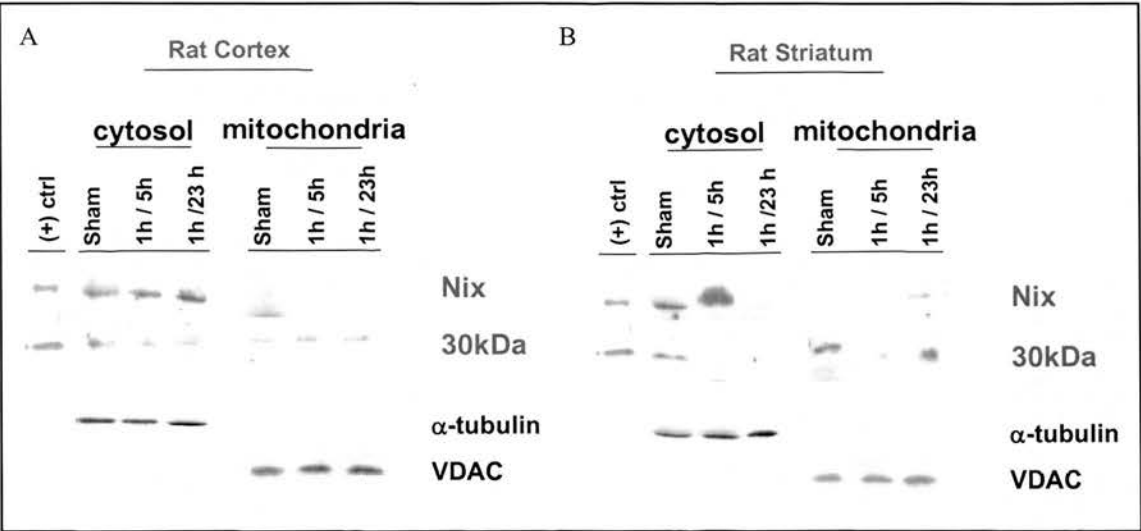 A
Rat Cortex
cytosol mitochondria
(+) ctrl Sham 1h / 5h 1h /23 h Sham 1h / 5h 1h / 23h
Nix
30kDa
α-tubulin
VDAC
B
Rat Striatum
cytosol mitochondria
(+) ctrl Sham 1h / 5h 1h /23 h Sham 1h / 5h 1h / 23h
Nix
30kDa
α-tubulin
VDAC